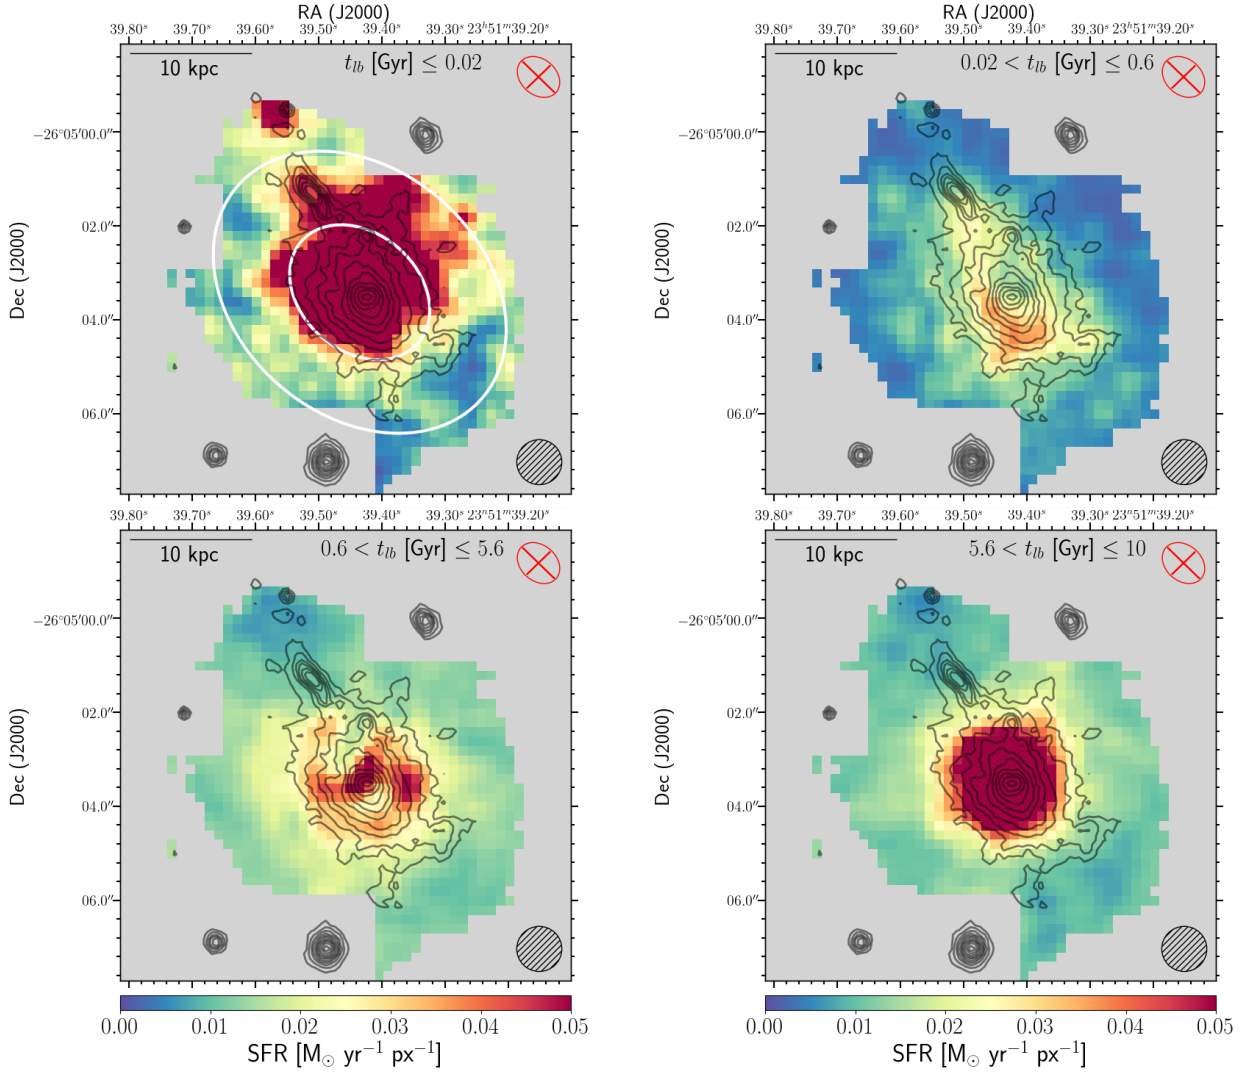 RA (J2000)
RA (J2000)
39.80ˢ 39.70ˢ 39.60ˢ 39.50ˢ 39.40ˢ 39.30ˢ 23ʰ51ᵐ39.20ˢ
39.80ˢ 39.70ˢ 39.60ˢ 39.50ˢ 39.40ˢ 39.30ˢ 23ʰ51ᵐ39.20ˢ
10 kpc
t_lb [Gyr] ≤ 0.02
10 kpc
0.02 < t_lb [Gyr] ≤ 0.6
Dec (J2000)
−26°05′00.0″
02.0″
04.0″
06.0″
Dec (J2000)
−26°05′00.0″
02.0″
04.0″
06.0″
39.80ˢ 39.70ˢ 39.60ˢ 39.50ˢ 39.40ˢ 39.30ˢ 23ʰ51ᵐ39.20ˢ
39.80ˢ 39.70ˢ 39.60ˢ 39.50ˢ 39.40ˢ 39.30ˢ 23ʰ51ᵐ39.20ˢ
10 kpc
0.6 < t_lb [Gyr] ≤ 5.6
10 kpc
5.6 < t_lb [Gyr] ≤ 10
Dec (J2000)
−26°05′00.0″
02.0″
04.0″
06.0″
Dec (J2000)
−26°05′00.0″
02.0″
04.0″
06.0″
0.00 0.01 0.02 0.03 0.04 0.05
SFR [M⊙ yr⁻¹ px⁻¹]
0.00 0.01 0.02 0.03 0.04 0.05
SFR [M⊙ yr⁻¹ px⁻¹]